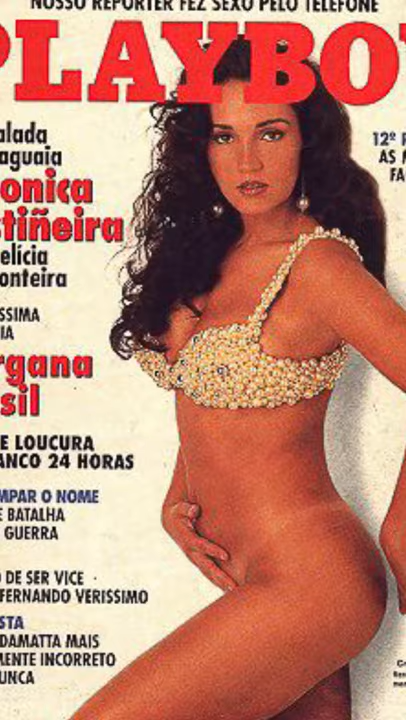 NOSSO REPÓRTER FEZ SEXO PELO TELEFONE
PLAYBOY
alada
aguaia
onica
stiñeira
elícia
onteira
SSIMA
IA
rgana
sil
E LOUCURA
ANCO 24 HORAS
MPAR O NOME
E BATALHA
GUERRA
O DE SER VICE
FERNANDO VERISSIMO
STA
DAMATTA MAIS
MENTE INCORRETO
UNCA
12º
AS
FA